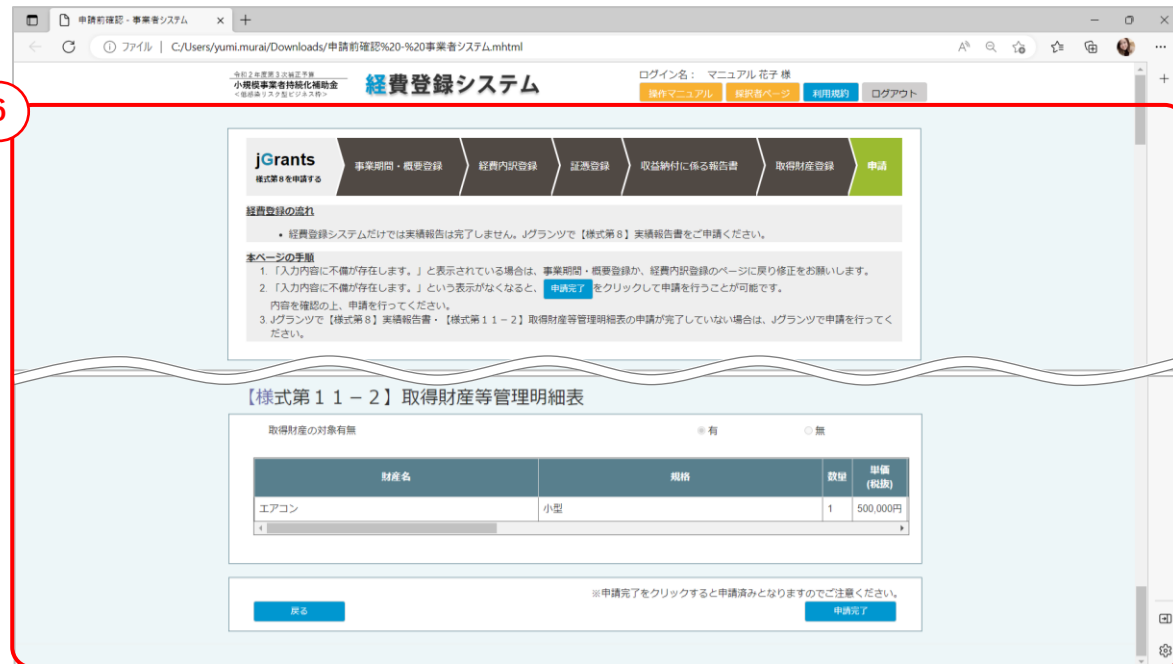 申請前確認 - 事業者システム
ファイル | C:/Users/yumi.murai/Downloads/申請前確認%20-%20事業者システム.mhtml
6
令和2年度第3次補正予算
小規模事業者持続化補助金
<低感染リスク型ビジネス枠>
経費登録システム
ログイン名： マニュアル 花子 様
操作マニュアル 採択者ページ 利用規約 ログアウト
jGrants
様式第8を申請する
事業期間・概要登録
経費内訳登録
証憑登録
収益納付に係る報告書
取得財産登録
申請
経費登録の流れ
• 経費登録システムだけでは実績報告は完了しません。Jグランツで【様式第8】実績報告書をご申請ください。
本ページの手順
1. 「入力内容に不備が存在します。」と表示されている場合は、事業期間・概要登録か、経費内訳登録のページに戻り修正をお願いします。
2. 「入力内容に不備が存在します。」という表示がなくなると、 申請完了 をクリックして申請を行うことが可能です。
内容を確認の上、申請を行ってください。
3. Jグランツで【様式第8】実績報告書・【様式第11－2】取得財産等管理明細表の申請が完了していない場合は、Jグランツで申請を行ってく
ださい。
【様式第11－2】取得財産等管理明細表
取得財産の対象有無 有 無
財産名 規格 数量 単価
(税抜)
エアコン 小型 1 500,000円
※申請完了をクリックすると申請済みとなりますのでご注意ください。
戻る 申請完了